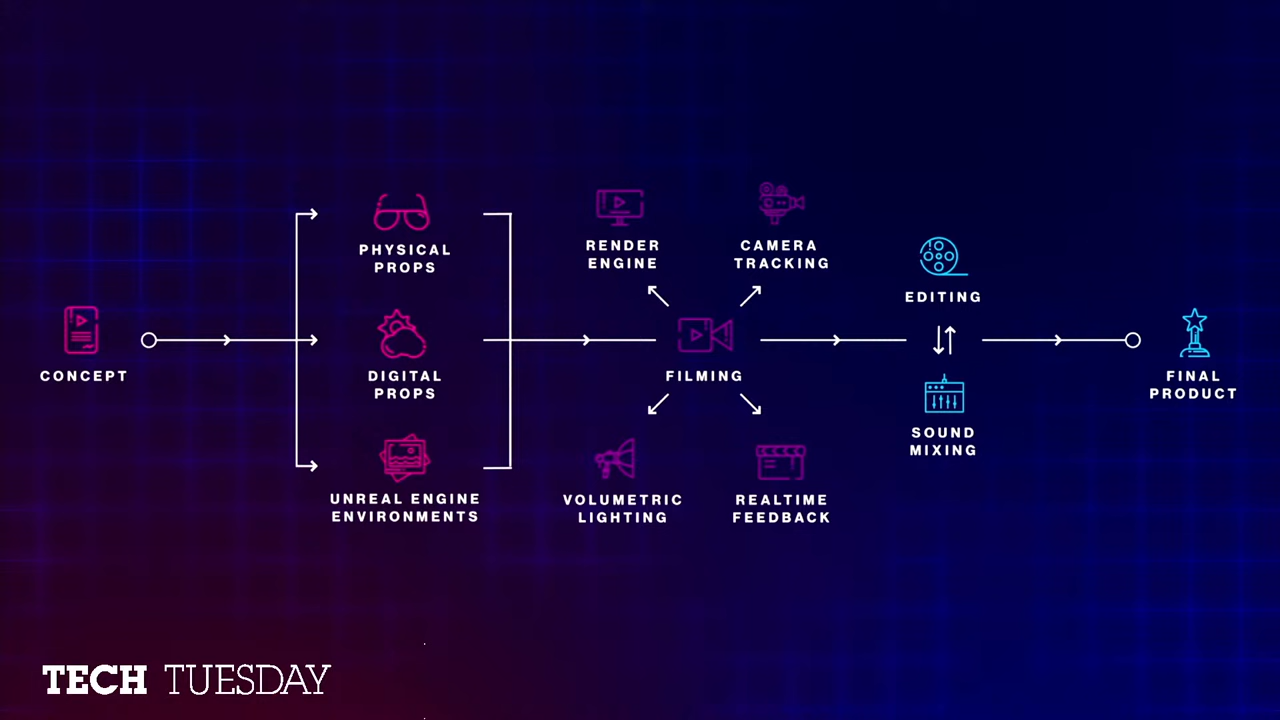 CONCEPT
PHYSICAL
PROPS
DIGITAL
PROPS
UNREAL ENGINE
ENVIRONMENTS
RENDER
ENGINE
CAMERA
TRACKING
FILMING
VOLUMETRIC
LIGHTING
REALTIME
FEEDBACK
EDITING
SOUND
MIXING
FINAL
PRODUCT
TECH TUESDAY